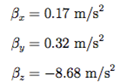 βx = 0.17 m/s²
βy = 0.32 m/s²
βz = −8.68 m/s²